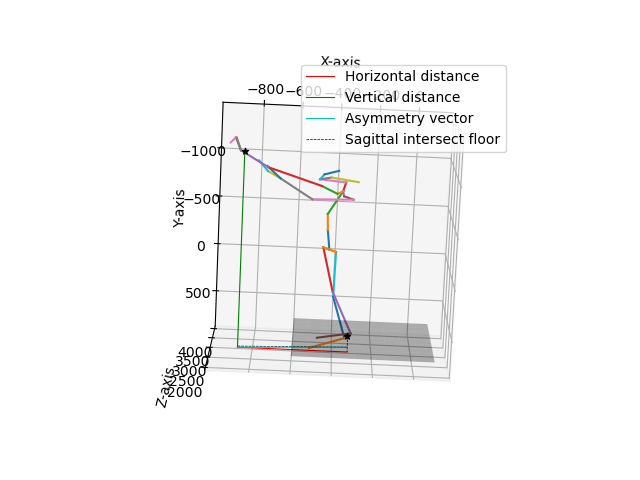 X-axis
−800
−600
−400
Horizontal distance
Vertical distance
Asymmetry vector
Sagittal intersect floor
−1000
−500
0
500
Y-axis
4000
3500
3000
2500
2000
Z-axis